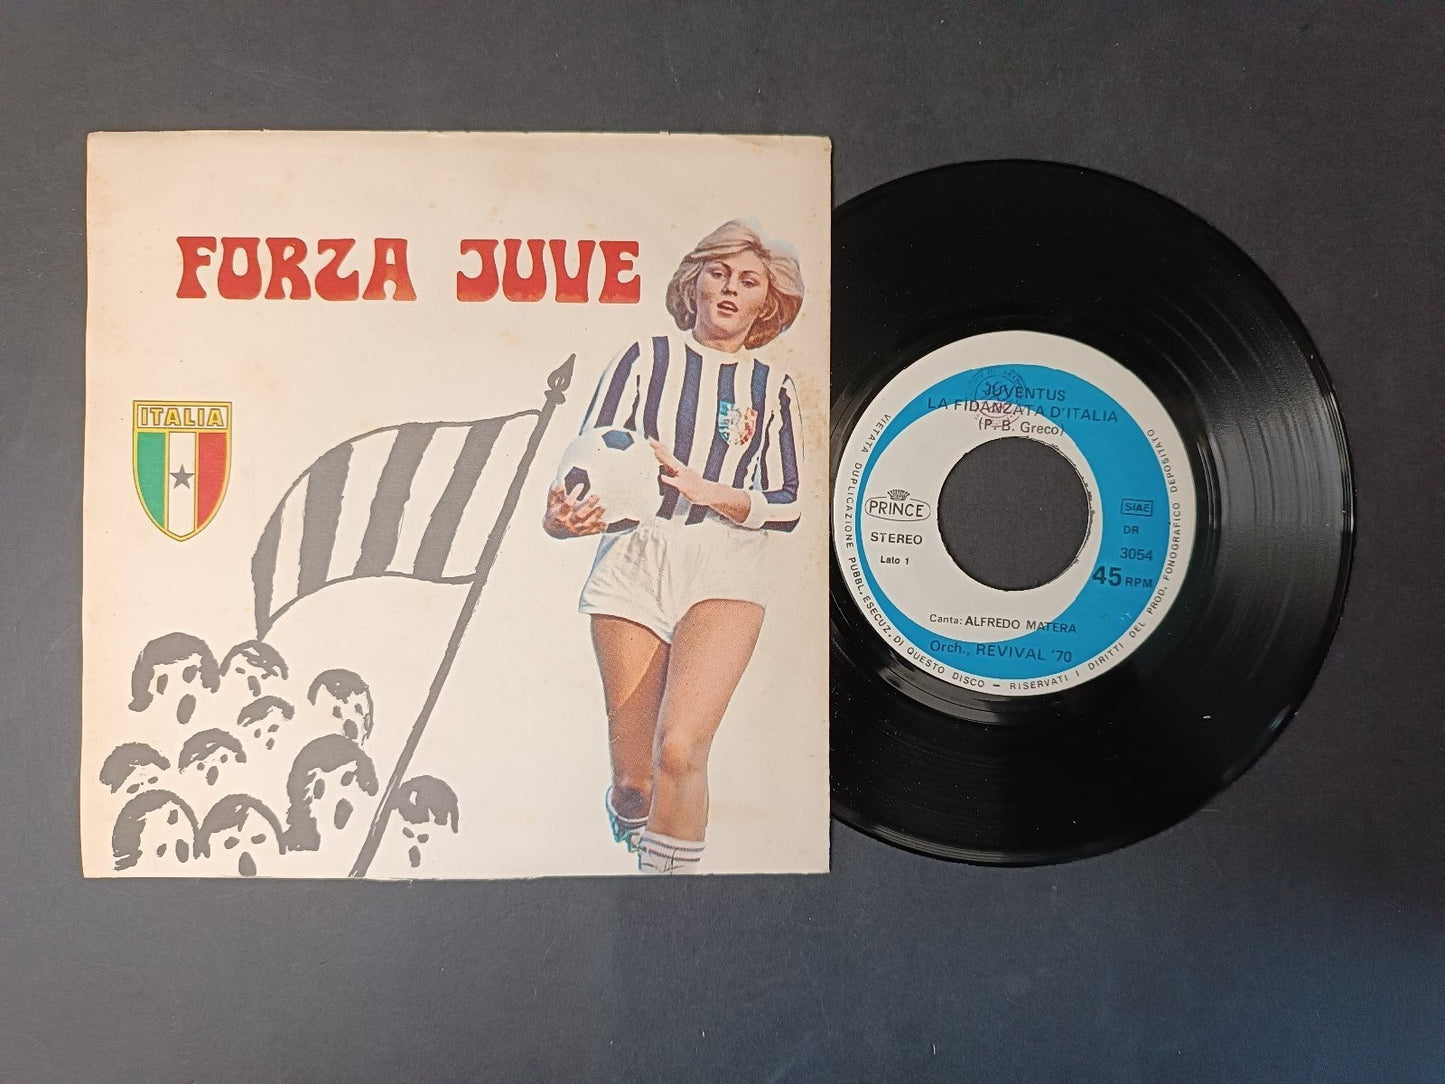 FORZA JUVE
ITALIA
JUVENTUS
LA FIDANZATA D'ITALIA
(P. B. Greco)
PRINCE
STEREO
Lato 1
SIAE
DR
3054
45 RPM
Canta: ALFREDO MATERA
Orch., REVIVAL '70
VIETATA DUPLICAZIONE PUBBL. ESECUZ. DI QUESTO DISCO – RISERVATI I DIRITTI DEL PROD. FONOGRAFICO DEPOSITATO